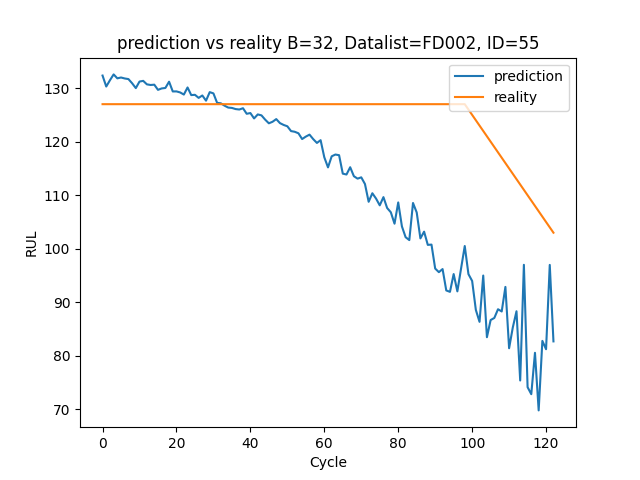 prediction vs reality B=32, Datalist=FD002, ID=55
prediction
reality
130
120
110
100
90
80
70
RUL
0 20 40 60 80 100 120
Cycle